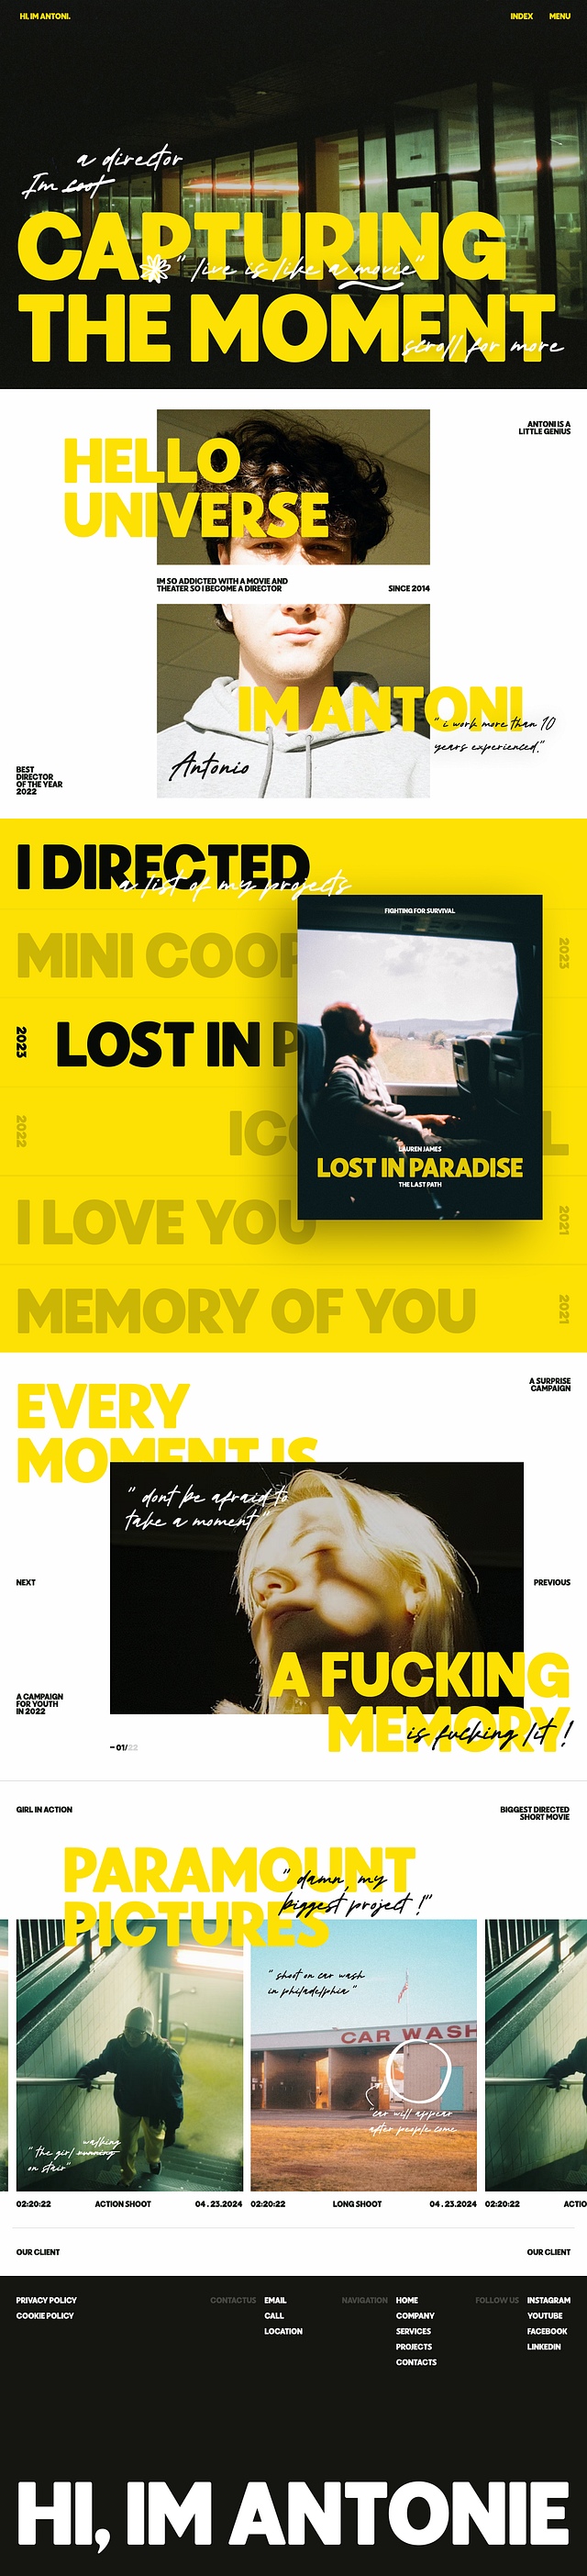 HI, IM ANTONI.
INDEX MENU
a director
Im coot
CAPTURING
" live is like a movie"
THE MOMENT
scroll for more
ANTONI IS A
LITTLE GENIUS
HELLO
UNIVERSE
IM SO ADDICTED WITH A MOVIE AND
THEATER SO I BECOME A DIRECTOR
SINCE 2014
IM ANTONI
" i work more than 10
years experienced."
Antonio
BEST
DIRECTOR
OF THE YEAR
2022
I DIRECTED
a list of my projects
FIGHTING FOR SURVIVAL
MINI COOP
2023
2023
LOST IN P
2022
ICO
L
LAUREN JAMES
LOST IN PARADISE
THE LAST PATH
I LOVE YOU
2021
MEMORY OF YOU
2021
A SURPRISE
CAMPAIGN
EVERY
MOMENT IS
" dont be afraid to
take a moment "
NEXT
PREVIOUS
A FUCKING
MEMORY
is fucking lit !
A CAMPAIGN
FOR YOUTH
IN 2022
01/22
GIRL IN ACTION
BIGGEST DIRECTED
SHORT MOVIE
PARAMOUNT
" damn, my
PICTURES
biggest project !"
" shoot on car wash
in philadelphia "
CAR WASH
"car will appear
after people come
walking
" the girl running
on stair"
02:20:22 ACTION SHOOT 04 . 23.2024
02:20:22 LONG SHOOT 04 . 23.2024
02:20:22 ACTIO
OUR CLIENT
OUR CLIENT
PRIVACY POLICY
COOKIE POLICY
CONTACTUS
EMAIL
CALL
LOCATION
NAVIGATION
HOME
COMPANY
SERVICES
PROJECTS
CONTACTS
FOLLOW US
INSTAGRAM
YOUTUBE
FACEBOOK
LINKEDIN
HI, IM ANTONIE